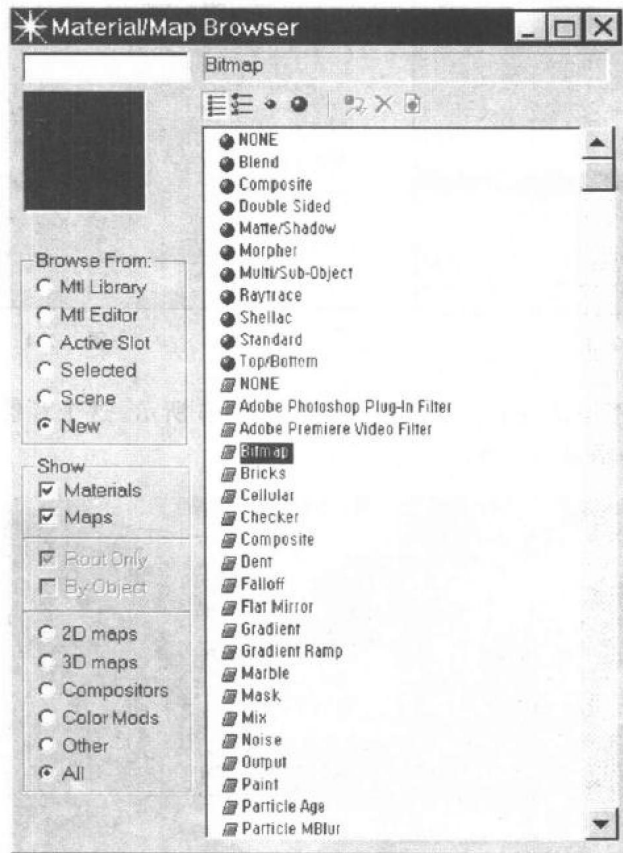 Material/Map Browser
Bitmap
Browse From:
Mtl Library
Mtl Editor
Active Slot
Selected
Scene
New
Show
Materials
Maps
Root Only
By Object
2D maps
3D maps
Compositors
Color Mods
Other
All
NONE
Blend
Composite
Double Sided
Matte/Shadow
Morpher
Multi/Sub-Object
Raytrace
Shellac
Standard
Top/Bottom
NONE
Adobe Photoshop Plug-In Filter
Adobe Premiere Video Filter
Bitmap
Bricks
Cellular
Checker
Composite
Dent
Falloff
Flat Mirror
Gradient
Gradient Ramp
Marble
Mask
Mix
Noise
Output
Paint
Particle Age
Particle MBlur